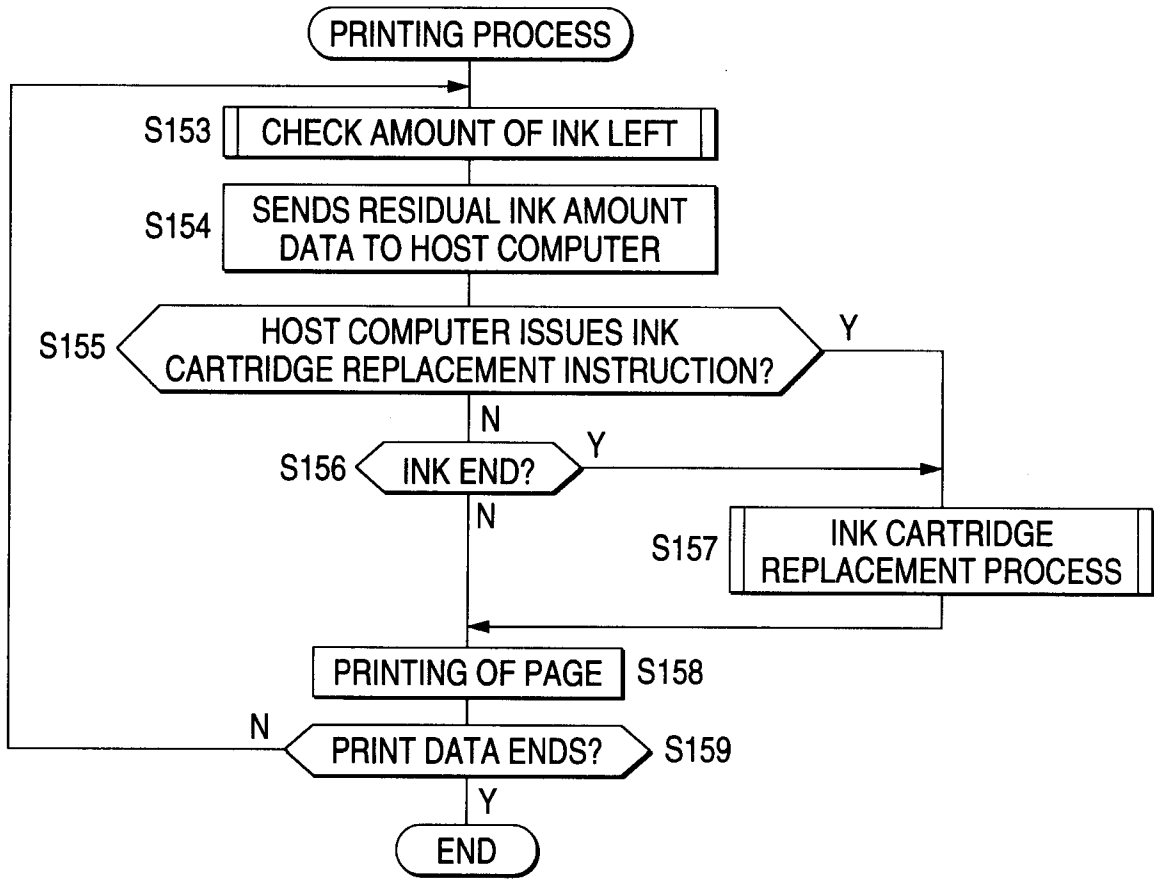 PRINTING PROCESS
S153
CHECK AMOUNT OF INK LEFT
S154
SENDS RESIDUAL INK AMOUNT
DATA TO HOST COMPUTER
S155
HOST COMPUTER ISSUES INK
CARTRIDGE REPLACEMENT INSTRUCTION?
Y
N
S156
INK END?
Y
N
S157
INK CARTRIDGE
REPLACEMENT PROCESS
PRINTING OF PAGE
S158
N
PRINT DATA ENDS?
S159
Y
END